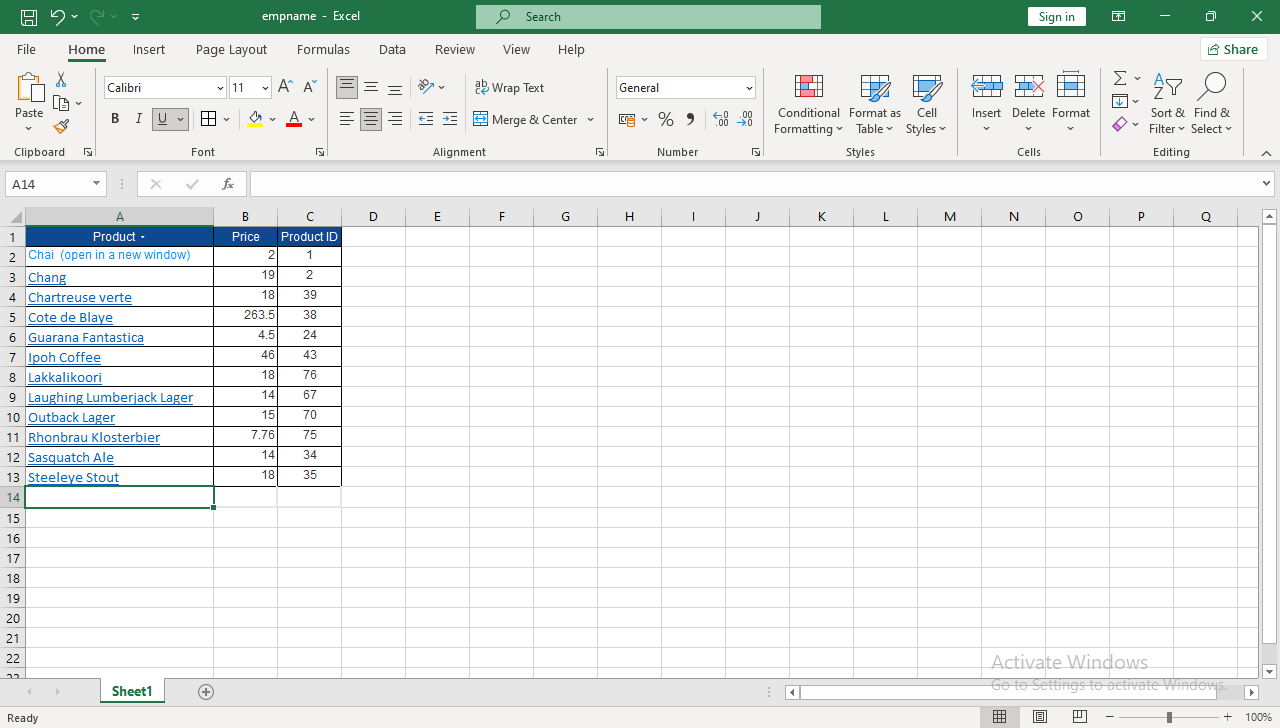 empname - Excel
Search
Sign in
File Home Insert Page Layout Formulas Data Review View Help Share
Paste
Calibri 11
B I U
Wrap Text
Merge & Center
General
Conditional Formatting
Format as Table
Cell Styles
Insert Delete Format
Sort & Filter
Find & Select
Clipboard Font Alignment Number Styles Cells Editing
A14 fx
A B C D E F G H I J K L M N O P Q
1 Product Price Product ID
2 Chai (open in a new window) 2 1
3 Chang 19 2
4 Chartreuse verte 18 39
5 Cote de Blaye 263.5 38
6 Guarana Fantastica 4.5 24
7 Ipoh Coffee 46 43
8 Lakkalikoori 18 76
9 Laughing Lumberjack Lager 14 67
10 Outback Lager 15 70
11 Rhonbrau Klosterbier 7.76 75
12 Sasquatch Ale 14 34
13 Steeleye Stout 18 35
14
15
16
17
18
19
20
21
22
23
Activate Windows
Go to Settings to activate Windows.
Sheet1
Ready
100%